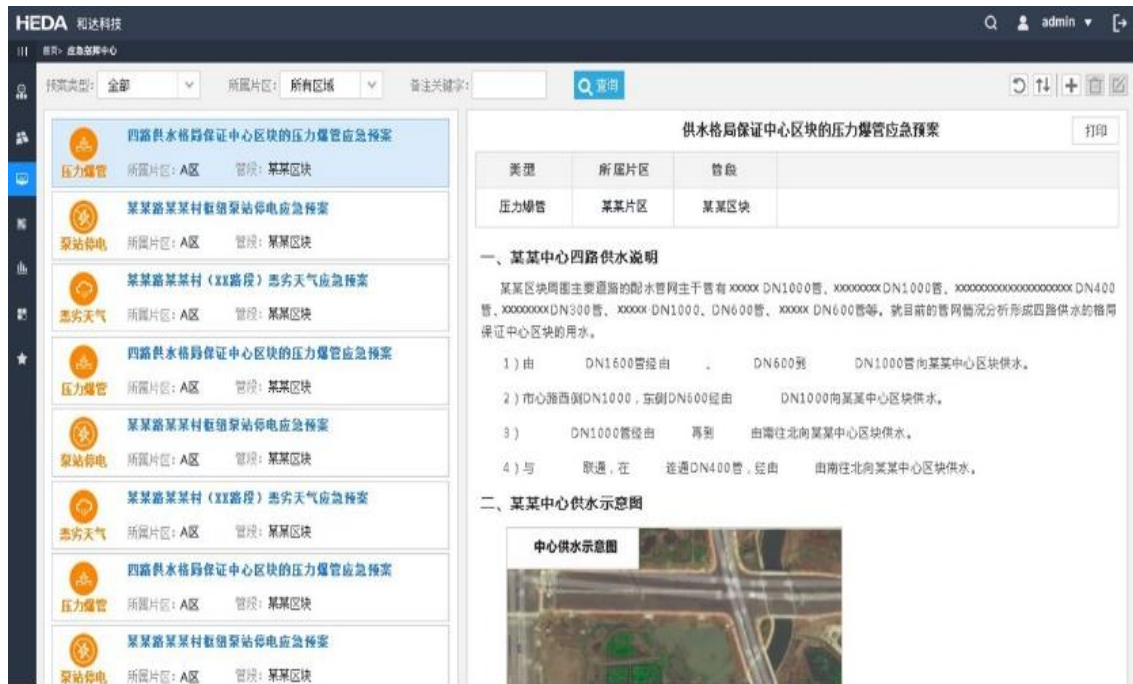 HEDA 和达科技
admin
首页> 应急指挥中心
预案类型: 全部
所属片区: 所有区域
备注关键字:
查询
四路供水格局保证中心区块的压力爆管应急预案
压力爆管
所属片区: A区 管段: 某某区块
某某路某某村枢纽泵站停电应急预案
泵站停电
所属片区: A区 管段: 某某区块
某某路某某村（XX路段）恶劣天气应急预案
恶劣天气
所属片区: A区 管段: 某某区块
四路供水格局保证中心区块的压力爆管应急预案
压力爆管
所属片区: A区 管段: 某某区块
某某路某某村枢纽泵站停电应急预案
泵站停电
所属片区: A区 管段: 某某区块
某某路某某村（XX路段）恶劣天气应急预案
恶劣天气
所属片区: A区 管段: 某某区块
四路供水格局保证中心区块的压力爆管应急预案
压力爆管
所属片区: A区 管段: 某某区块
某某路某某村枢纽泵站停电应急预案
泵站停电
所属片区: A区 管段: 某某区块
供水格局保证中心区块的压力爆管应急预案
打印
类型 所属片区 管段
压力爆管 某某片区 某某区块
一、某某中心四路供水说明
某某区块周围主要道路的配水管网主干管有 xxxxx DN1000管、xxxxxxxx DN1000管、xxxxxxxxxxxxxxxxxxxx DN400
管、xxxxxxxx DN300管、xxxxx DN1000、DN600管、xxxxx DN600管等。就目前的管网情况分析形成四路供水的格局
保证中心区块的用水。
1）由 DN1600管经由 、 DN600到 DN1000管向某某中心区块供水。
2）市心路西侧DN1000，东侧DN600经由 DN1000向某某中心区块供水。
3） DN1000管经由 再到 由南往北向某某中心区块供水。
4）与 联通，在 连通DN400管，经由 由南往北向某某中心区块供水。
二、某某中心供水示意图
中心供水示意图